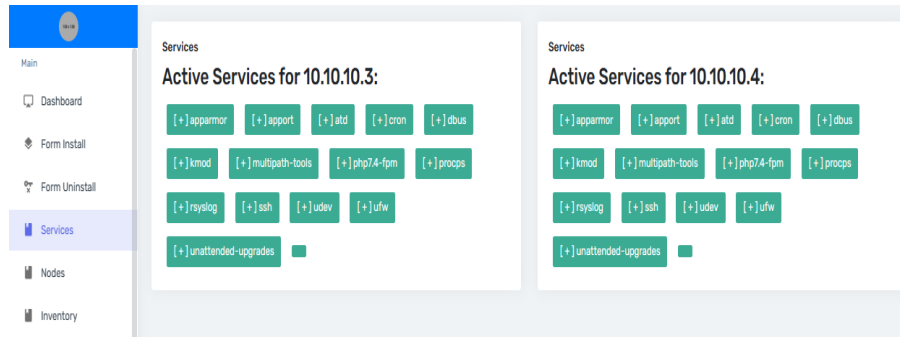 Main
Dashboard
Form Install
Form Uninstall
Services
Nodes
Inventory
Services
Active Services for 10.10.10.3:
[ + ] apparmor [ + ] apport [ + ] atd [ + ] cron [ + ] dbus
[ + ] kmod [ + ] multipath-tools [ + ] php7.4-fpm [ + ] procps
[ + ] rsyslog [ + ] ssh [ + ] udev [ + ] ufw
[ + ] unattended-upgrades
Services
Active Services for 10.10.10.4:
[ + ] apparmor [ + ] apport [ + ] atd [ + ] cron [ + ] dbus
[ + ] kmod [ + ] multipath-tools [ + ] php7.4-fpm [ + ] procps
[ + ] rsyslog [ + ] ssh [ + ] udev [ + ] ufw
[ + ] unattended-upgrades